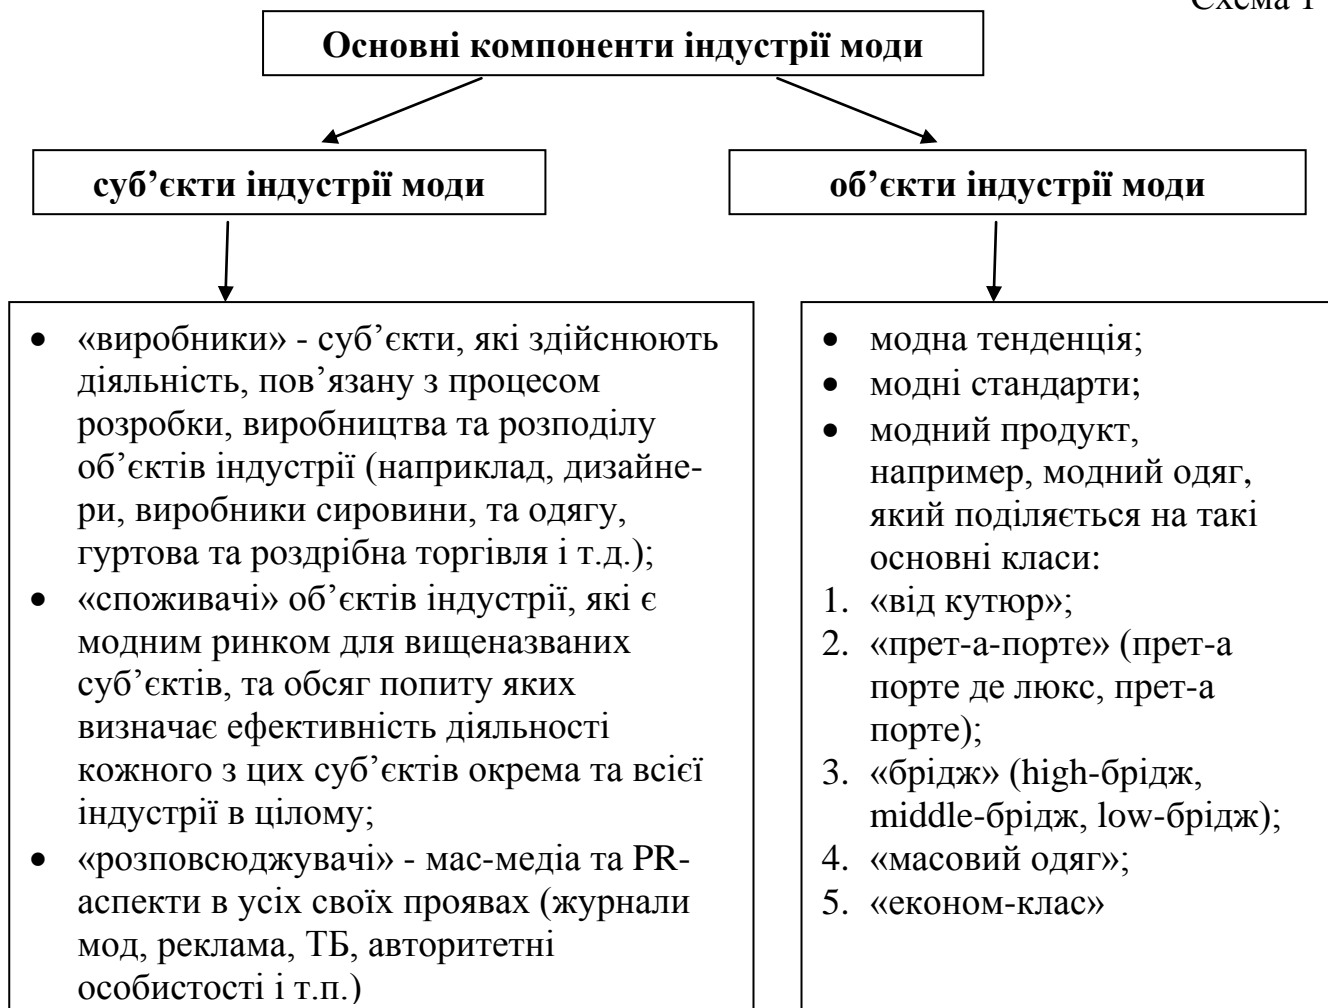 Схема 1
Основні компоненти індустрії моди
суб’єкти індустрії моди
об’єкти індустрії моди
• «виробники» - суб’єкти, які здійснюють
діяльність, пов’язану з процесом
розробки, виробництва та розподілу
об’єктів індустрії (наприклад, дизайне-
ри, виробники сировини, та одягу,
гуртова та роздрібна торгівля і т.д.);
• «споживачі» об’єктів індустрії, які є
модним ринком для вищеназваних
суб’єктів, та обсяг попиту яких
визначає ефективність діяльності
кожного з цих суб’єктів окрема та всієї
індустрії в цілому;
• «розповсюджувачі» - мас-медіа та PR-
аспекти в усіх своїх проявах (журнали
мод, реклама, ТБ, авторитетні
особистості і т.п.)
• модна тенденція;
• модні стандарти;
• модний продукт,
например, модний одяг,
який поділяється на такі
основні класи:
1. «від кутюр»;
2. «прет-а-порте» (прет-а
порте де люкс, прет-а
порте);
3. «брідж» (high-брідж,
middle-брідж, low-брідж);
4. «масовий одяг»;
5. «економ-клас»